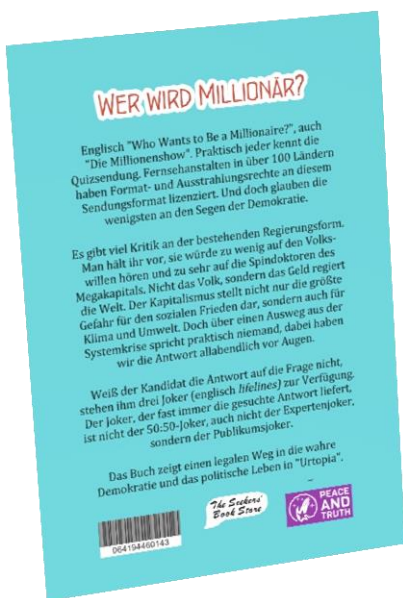 WER WIRD MILLIONÄR?
Englisch "Who Wants to Be a Millionaire?", auch
"Die Millionenshow". Praktisch jeder kennt die
Quizsendung. Fernsehanstalten in über 100 Ländern
haben Format- und Ausstrahlungsrechte an diesem
Sendungsformat lizenziert. Und doch glauben die
wenigsten an den Segen der Demokratie.
Es gibt viel Kritik an der bestehenden Regierungsform.
Man hält ihr vor, sie würde zu wenig auf den Volks-
willen hören und zu sehr auf die Spindoktoren des
Megakapitals. Nicht das Volk, sondern das Geld regiert
die Welt. Der Kapitalismus stellt nicht nur die größte
Gefahr für den sozialen Frieden dar, sondern auch für
Klima und Umwelt. Doch über einen Ausweg aus der
Systemkrise spricht praktisch niemand, dabei haben
wir die Antwort allabendlich vor Augen.
Weiß der Kandidat die Antwort auf die Frage nicht,
stehen ihm drei Joker (englisch lifelines) zur Verfügung.
Der Joker, der fast immer die gesuchte Antwort liefert,
ist nicht der 50:50-Joker, auch nicht der Expertenjoker,
sondern der Publikumsjoker.
Das Buch zeigt einen legalen Weg in die wahre
Demokratie und das politische Leben in "Urtopia".
064194460143
The Seekers'
Book Store
PEACE
AND
TRUTH